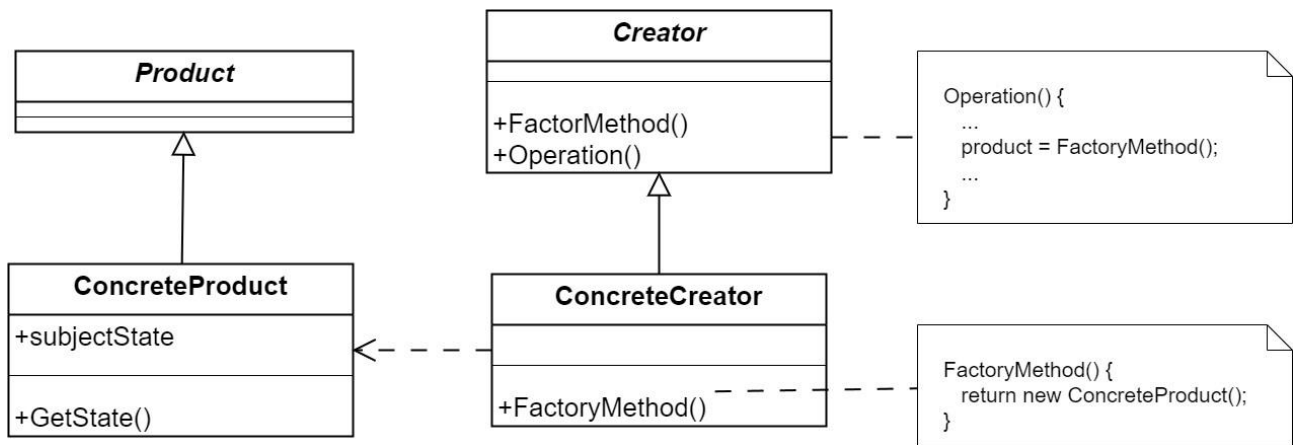 Product
Creator
+FactorMethod()
+Operation()
Operation() {
...
product = FactoryMethod();
...
}
ConcreteProduct
+subjectState
+GetState()
ConcreteCreator
+FactoryMethod()
FactoryMethod() {
return new ConcreteProduct();
}